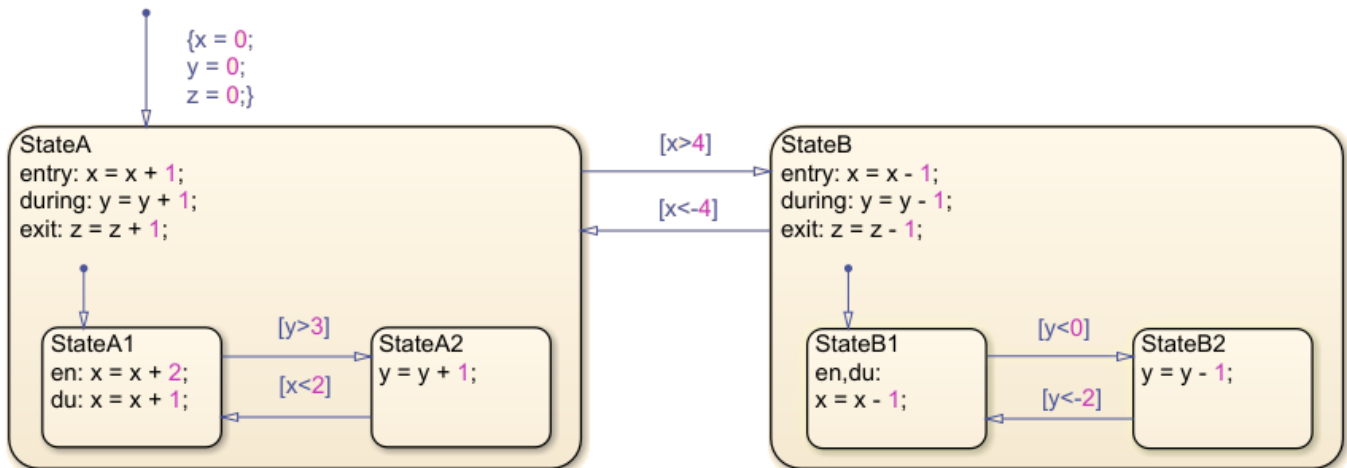 {x = 0;
y = 0;
z = 0;}
StateA
entry: x = x + 1;
during: y = y + 1;
exit: z = z + 1;
StateA1
en: x = x + 2;
du: x = x + 1;
[y>3]
[x<2]
StateA2
y = y + 1;
[x>4]
[x<-4]
StateB
entry: x = x - 1;
during: y = y - 1;
exit: z = z - 1;
StateB1
en,du:
x = x - 1;
[y<0]
[y<-2]
StateB2
y = y - 1;